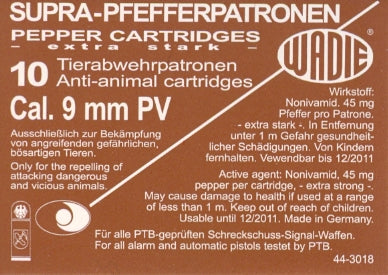 SUPRA-PFEFFERPATRONEN
PEPPER CARTRIDGES
- extra stark -
WADIE ®
10 Tierabwehrpatronen
Anti-animal cartridges
Cal. 9 mm PV
Ausschließlich zur Bekämpfung
von angreifenden gefährlichen,
bösartigen Tieren.
Only for the repelling of
attacking dangerous
and vicious animals.
Wirkstoff:
Nonivamid. 45 mg
Pfeffer pro Patrone.
- extra stark -. In Entfernung
unter 1 m Gefahr gesundheit-
licher Schädigungen. Von Kindern
fernhalten. Vewendbar bis 12/2011
Active agent: Nonivamid, 45 mg
pepper per cartridge, - extra strong -.
May cause damage to health if used at a range
of less than 1 m. Keep out of reach of children.
Usable until 12/2011. Made in Germany.
Für alle PTB-geprüften Schreckschuss-Signal-Waffen.
For all alarm and automatic pistols tested by PTB.
44-3018